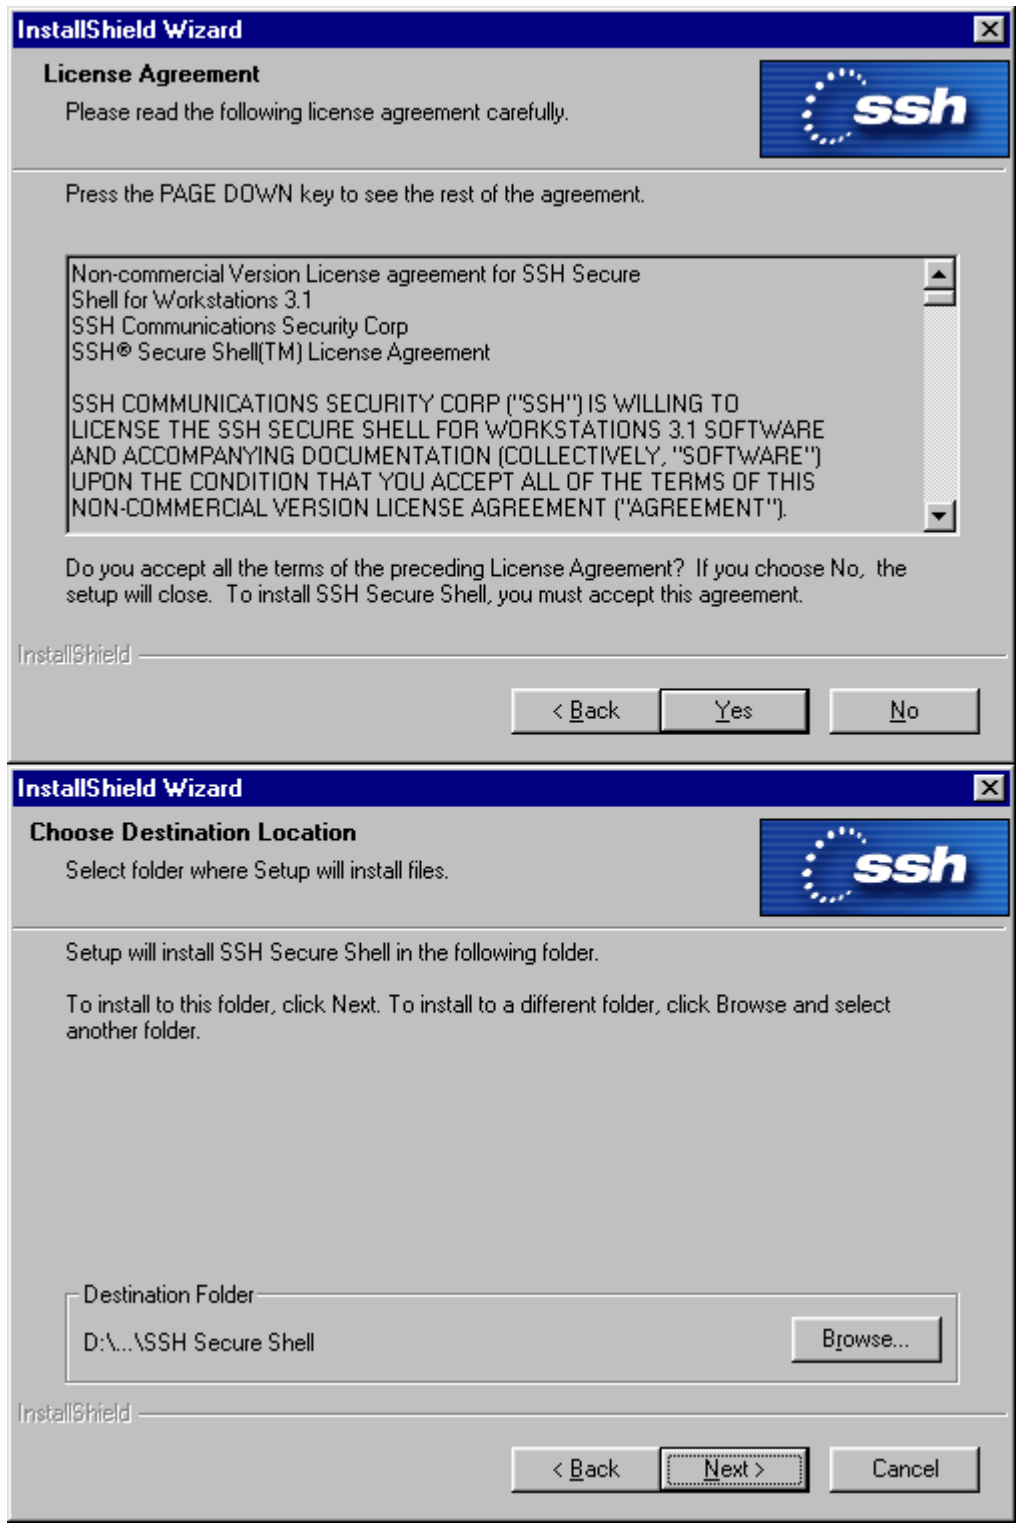 InstallShield Wizard
License Agreement
Please read the following license agreement carefully.
ssh
Press the PAGE DOWN key to see the rest of the agreement.
Non-commercial Version License agreement for SSH Secure
Shell for Workstations 3.1
SSH Communications Security Corp
SSH® Secure Shell(TM) License Agreement
SSH COMMUNICATIONS SECURITY CORP ("SSH") IS WILLING TO
LICENSE THE SSH SECURE SHELL FOR WORKSTATIONS 3.1 SOFTWARE
AND ACCOMPANYING DOCUMENTATION (COLLECTIVELY, "SOFTWARE")
UPON THE CONDITION THAT YOU ACCEPT ALL OF THE TERMS OF THIS
NON-COMMERCIAL VERSION LICENSE AGREEMENT ("AGREEMENT").
Do you accept all the terms of the preceding License Agreement?  If you choose No,  the
setup will close.  To install SSH Secure Shell, you must accept this agreement.
InstallShield
< Back Yes No
InstallShield Wizard
Choose Destination Location
Select folder where Setup will install files.
ssh
Setup will install SSH Secure Shell in the following folder.
To install to this folder, click Next. To install to a different folder, click Browse and select
another folder.
Destination Folder
D:\...\SSH Secure Shell
Browse...
InstallShield
< Back Next > Cancel